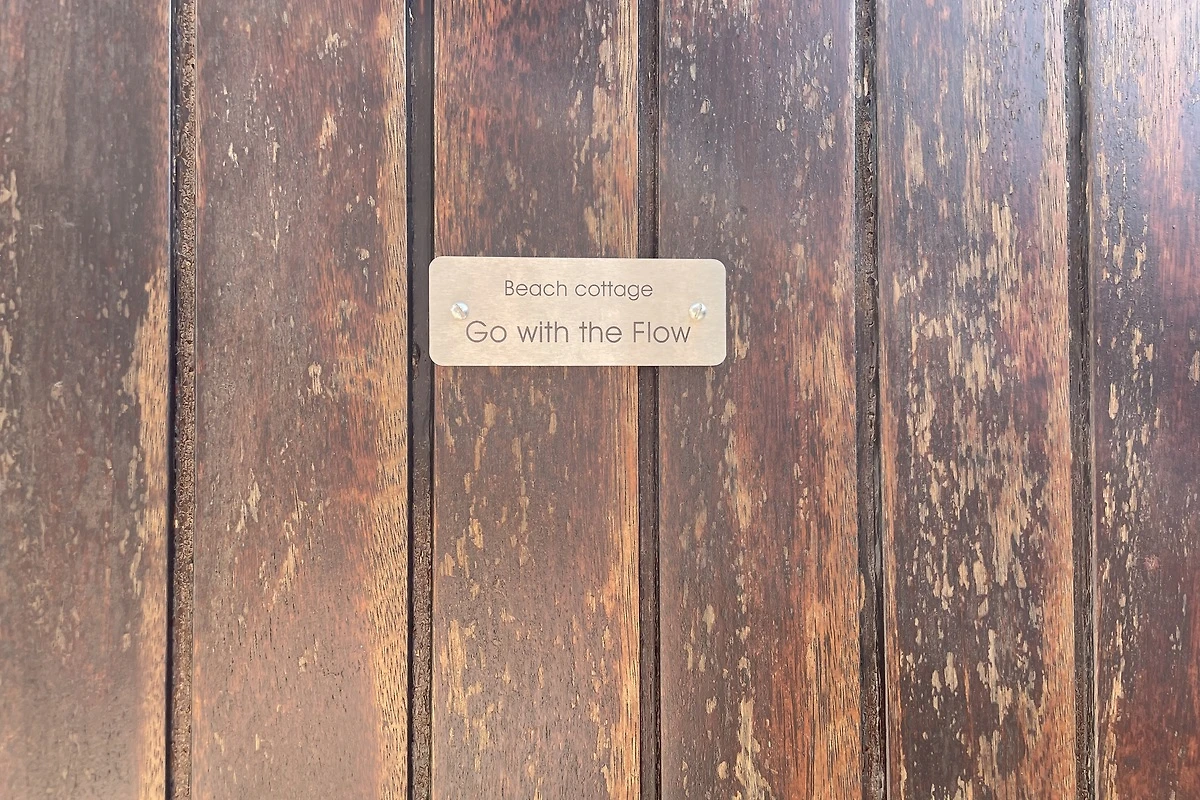 Beach cottage
Go with the Flow